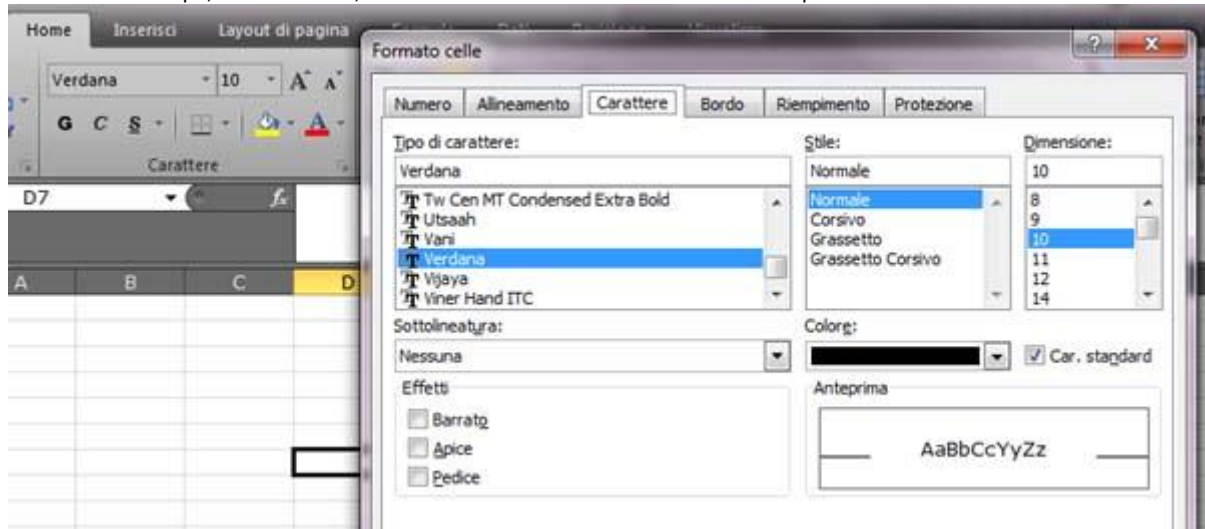 Home Inserisci Layout di pagina
Formato celle
Verdana 10 A A
G C S A
Carattere
D7 fx
A B C D
Numero Allineamento Carattere Bordo Riempimento Protezione
Tipo di carattere: Stile: Dimensione:
Verdana Normale 10
Tw Cen MT Condensed Extra Bold Normale 8
Utsaah Corsivo 9
Vani Grassetto 10
Verdana Grassetto Corsivo 11
Vijaya 12
Viner Hand ITC 14
Sottolineatura: Colore:
Nessuna Car. standard
Effetti Anteprima
Barrato
Apice AaBbCcYyZz
Pedice